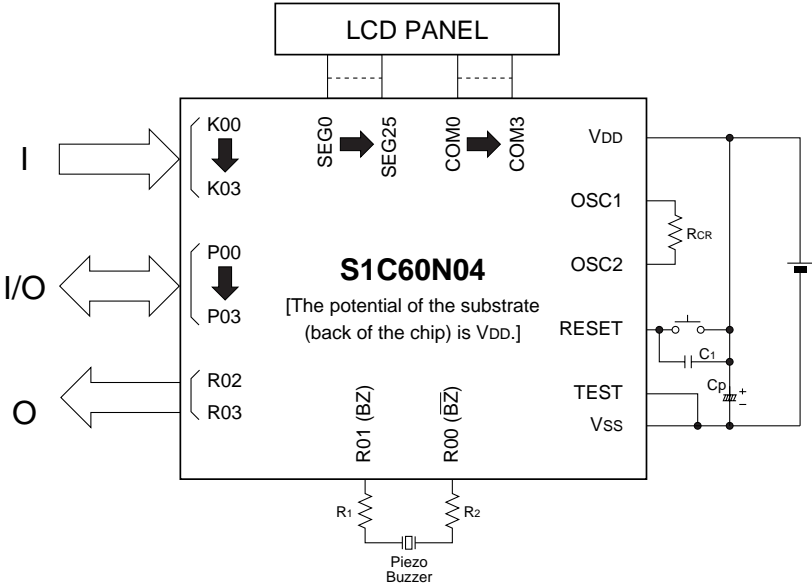 LCD PANEL
SEG0
SEG25
COM0
COM3
I
K00
K03
I/O
P00
P03
O
R02
R03
S1C60N04
[The potential of the substrate
(back of the chip) is VDD.]
VDD
OSC1
RCR
OSC2
RESET
C1
TEST
Cp
+
−
VSS
R01 (BZ)
R00 (B̅Z̅)
R1
R2
Piezo
Buzzer